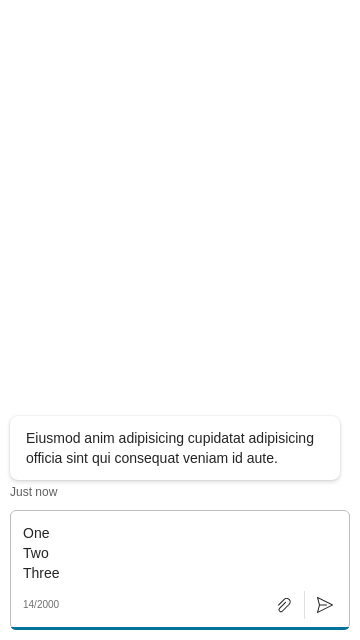 Eiusmod anim adipisicing cupidatat adipisicing
officia sint qui consequat veniam id aute.
Just now
One
Two
Three
14/2000